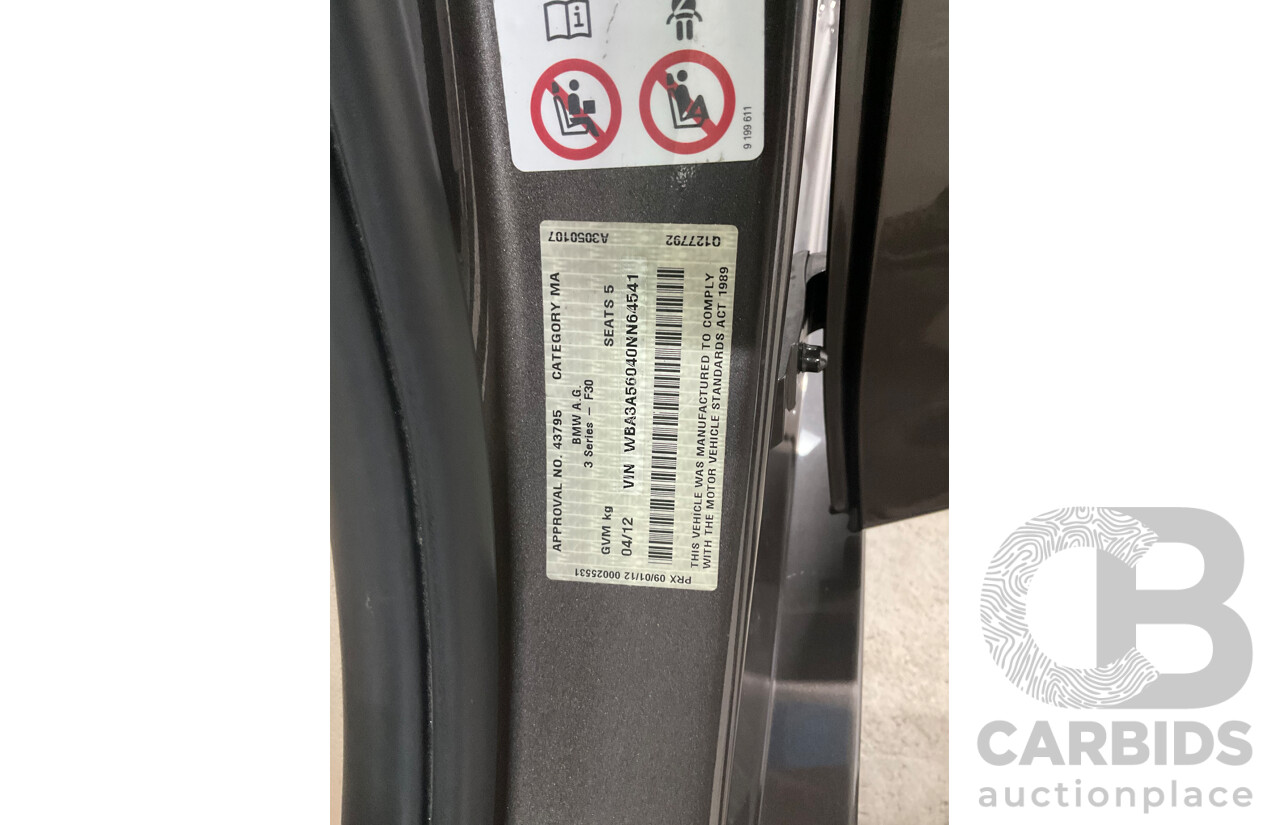 9 199 611
A3050107 Q127792
APPROVAL NO. 43795 CATEGORY MA
BMW A.G.
3 Series – F30
GVM kg SEATS 5
04/12 VIN WBA3A56040NN64541
THIS VEHICLE WAS MANUFACTURED TO COMPLY
WITH THE MOTOR VEHICLE STANDARDS ACT 1989
PRX 09/01/12 00025531
CB
CARBIDS
auctionplace